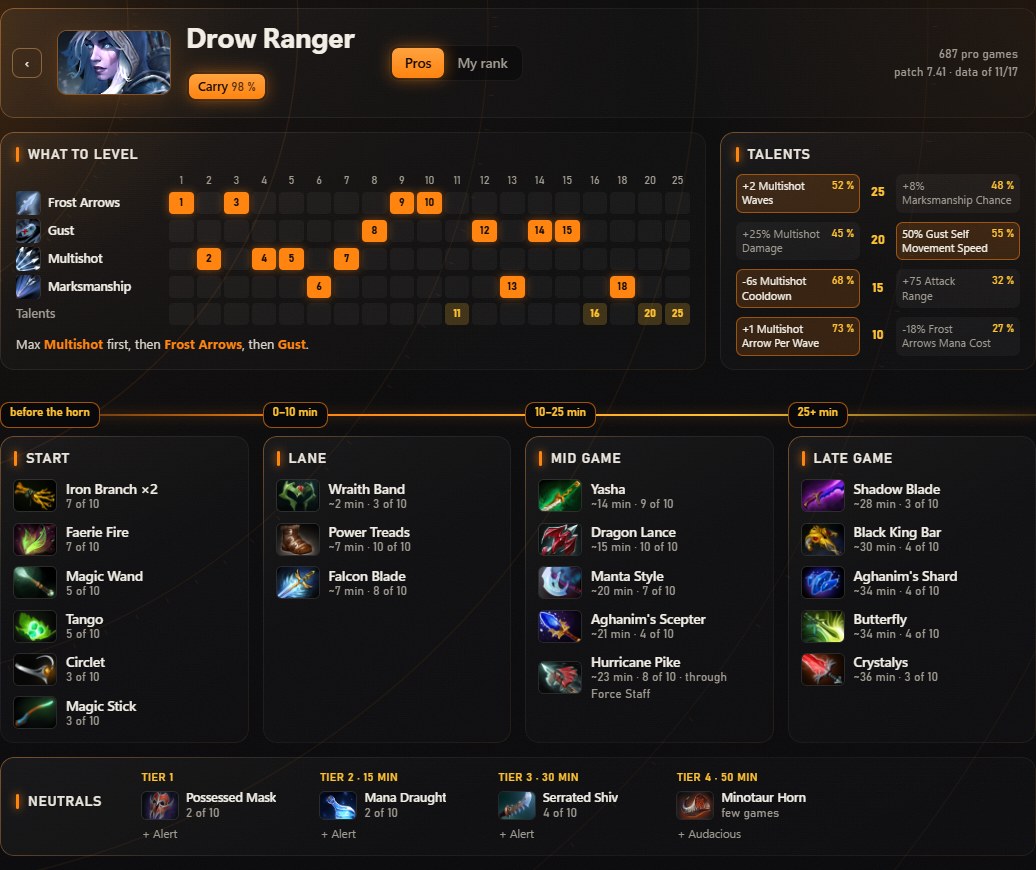 ‹
Drow Ranger
Carry 98 %
Pros
My rank
687 pro games
patch 7.41 · data of 11/17
WHAT TO LEVEL
1 2 3 4 5 6 7 8 9 10 11 12 13 14 15 16 18 20 25
Frost Arrows 1 3 9 10
Gust 8 12 14 15
Multishot 2 4 5 7
Marksmanship 6 13 18
Talents 11 16 20 25
Max Multishot first, then Frost Arrows, then Gust.
TALENTS
+2 Multishot Waves 52 % 25 +8% Marksmanship Chance 48 %
+25% Multishot Damage 45 % 20 50% Gust Self Movement Speed 55 %
-6s Multishot Cooldown 68 % 15 +75 Attack Range 32 %
+1 Multishot Arrow Per Wave 73 % 10 -18% Frost Arrows Mana Cost 27 %
before the horn
0–10 min
10–25 min
25+ min
START
Iron Branch ×2
7 of 10
Faerie Fire
7 of 10
Magic Wand
5 of 10
Tango
5 of 10
Circlet
3 of 10
Magic Stick
3 of 10
LANE
Wraith Band
~2 min · 3 of 10
Power Treads
~7 min · 10 of 10
Falcon Blade
~7 min · 8 of 10
MID GAME
Yasha
~14 min · 9 of 10
Dragon Lance
~15 min · 10 of 10
Manta Style
~20 min · 7 of 10
Aghanim's Scepter
~21 min · 4 of 10
Hurricane Pike
~23 min · 8 of 10 · through
Force Staff
LATE GAME
Shadow Blade
~28 min · 3 of 10
Black King Bar
~30 min · 4 of 10
Aghanim's Shard
~34 min · 4 of 10
Butterfly
~34 min · 4 of 10
Crystalys
~36 min · 3 of 10
NEUTRALS
TIER 1
Possessed Mask
2 of 10
+ Alert
TIER 2 · 15 MIN
Mana Draught
2 of 10
+ Alert
TIER 3 · 30 MIN
Serrated Shiv
4 of 10
+ Alert
TIER 4 · 50 MIN
Minotaur Horn
few games
+ Audacious